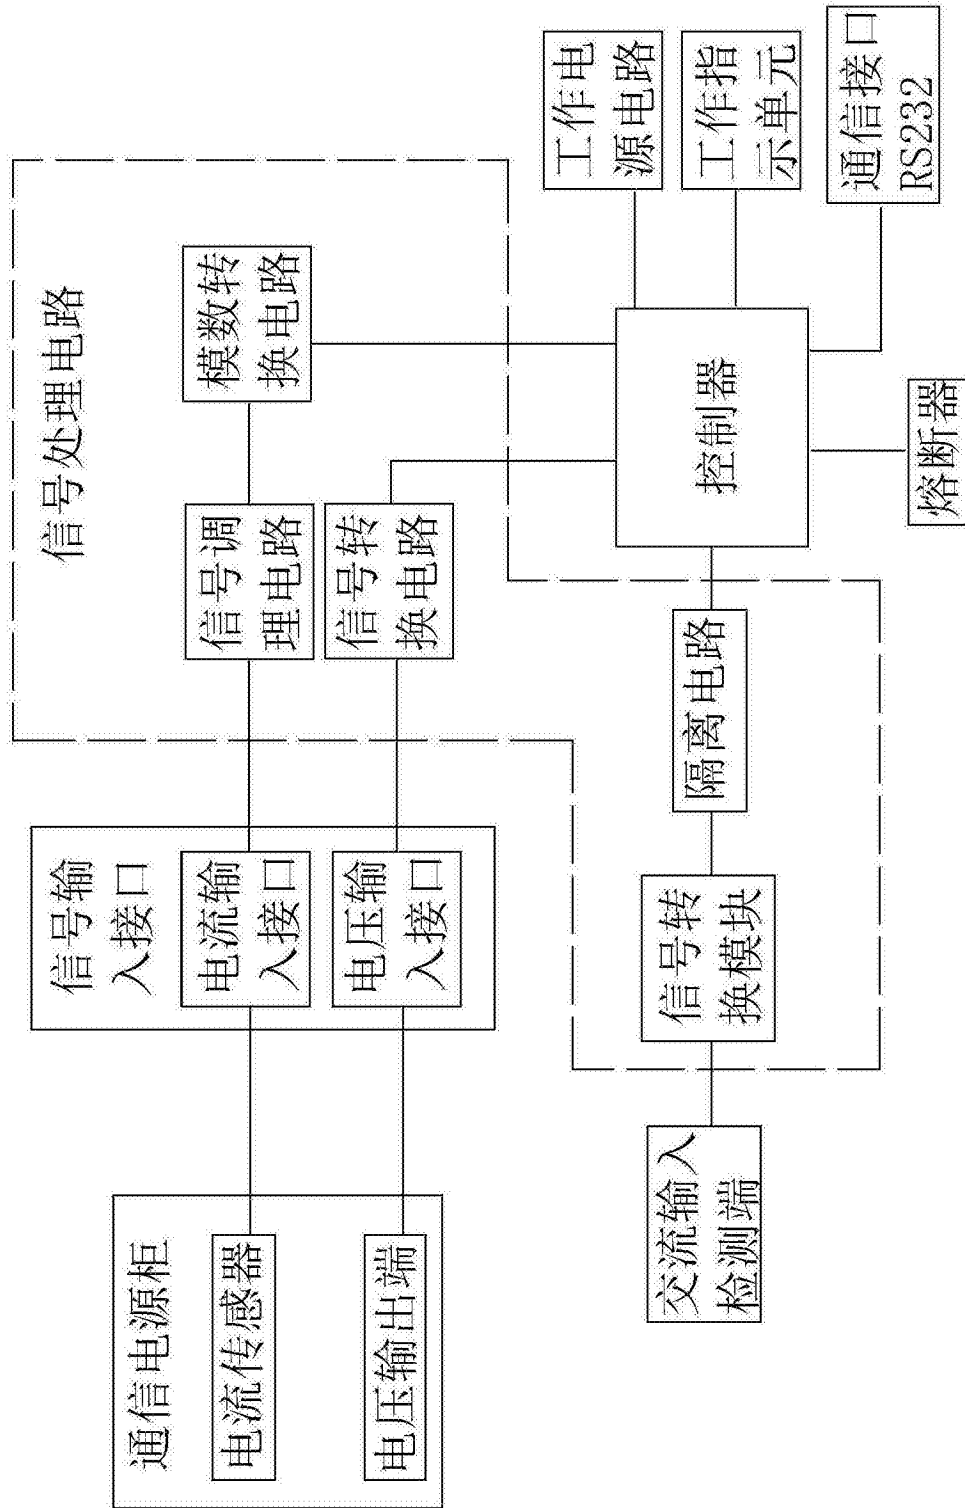 通信电源柜
电流传感器
电压输出端
信号输
入接口
电流输
入接口
电压输
入接口
信号处理电路
信号调
理电路
模数转
换电路
信号转
换电路
交流输入
检测端
信号转
换模块
隔离电路
控制器
工作电
源电路
工作指
示单元
通信接口
RS232
熔断器